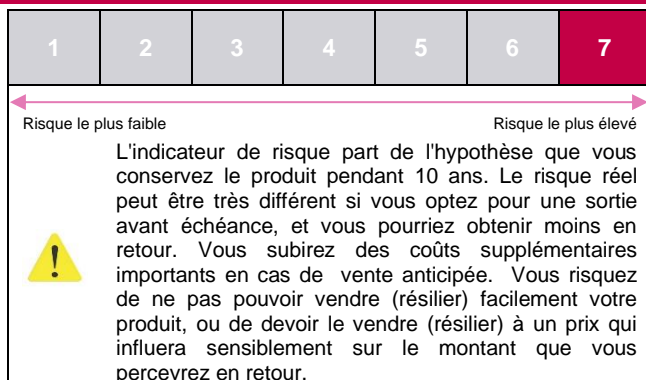 1 2 3 4 5 6 7
Risque le plus faible Risque le plus élevé
L'indicateur de risque part de l'hypothèse que vous
conservez le produit pendant 10 ans. Le risque réel
peut être très différent si vous optez pour une sortie
avant échéance, et vous pourriez obtenir moins en
retour. Vous subirez des coûts supplémentaires
importants en cas de vente anticipée. Vous risquez
de ne pas pouvoir vendre (résilier) facilement votre
produit, ou de devoir le vendre (résilier) à un prix qui
influera sensiblement sur le montant que vous
percevrez en retour.